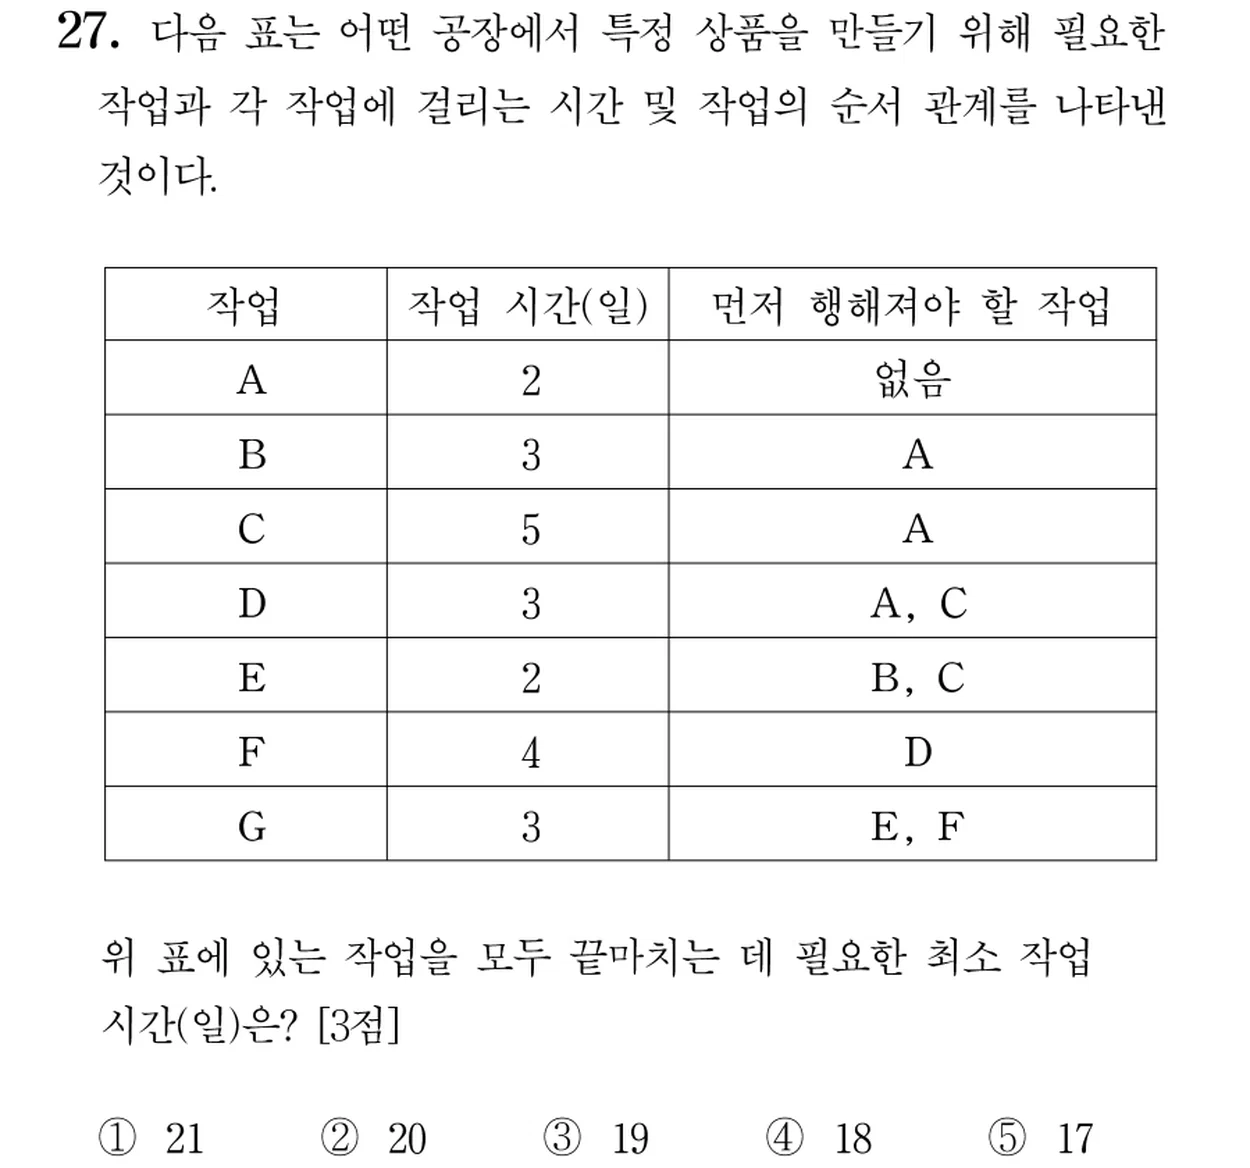 27. 다음 표는 어떤 공장에서 특정 상품을 만들기 위해 필요한
작업과 각 작업에 걸리는 시간 및 작업의 순서 관계를 나타낸
것이다.
작업 작업 시간(일) 먼저 행해져야 할 작업
A 2 없음
B 3 A
C 5 A
D 3 A, C
E 2 B, C
F 4 D
G 3 E, F
위 표에 있는 작업을 모두 끝마치는 데 필요한 최소 작업
시간(일)은? [3점]
① 21 ② 20 ③ 19 ④ 18 ⑤ 17